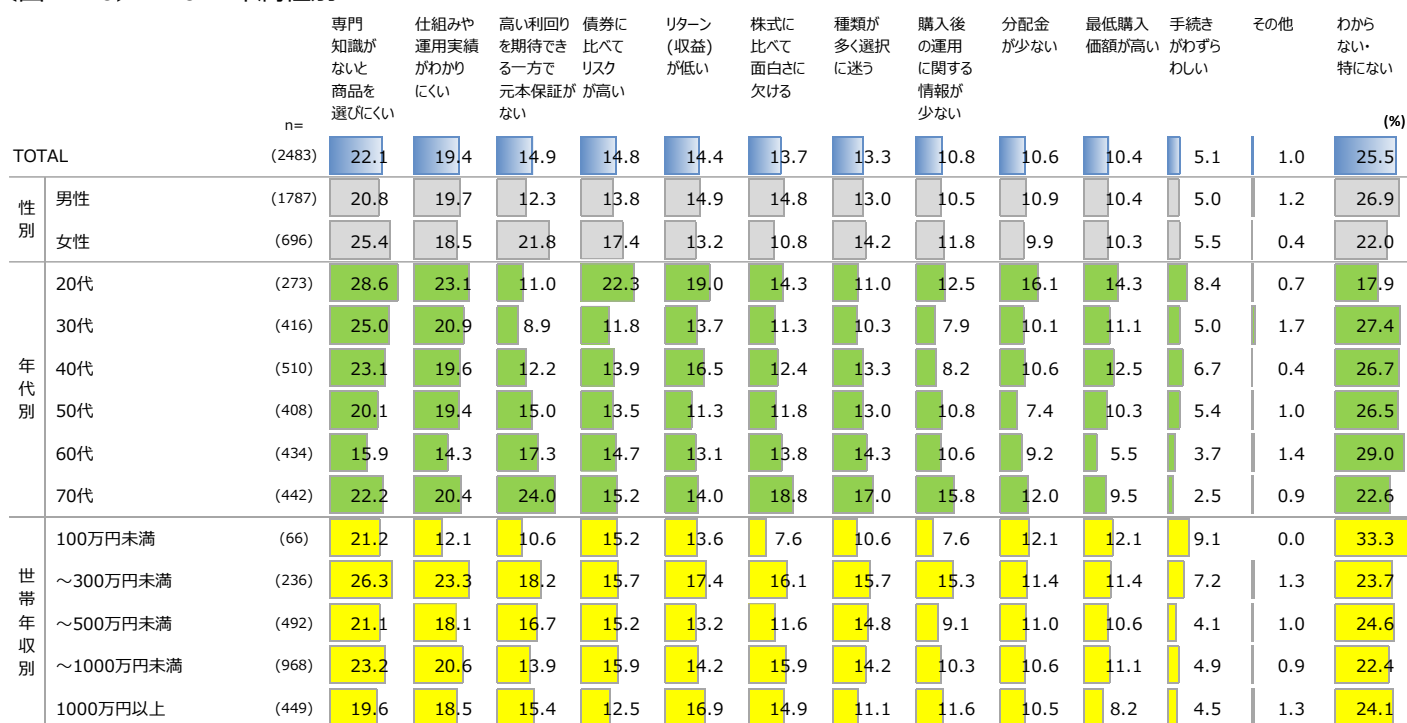 専門 仕組みや 高い利回り 債券に リターン 株式に 種類が 購入後 分配金 最低購入 手続き その他 わから
知識が 運用実績 を期待でき 比べて (収益) 比べて 多く選択 の運用 が少ない 価額が高い がわずら ない・
ないと がわかり る一方で リスク が低い 面白さに に迷う に関する わしい 特にない
商品を にくい 元本保証が が高い 欠ける 情報が
選びにくい ない 少ない
n= (%)
TOTAL (2483) 22.1 19.4 14.9 14.8 14.4 13.7 13.3 10.8 10.6 10.4 5.1 1.0 25.5
性別
男性 (1787) 20.8 19.7 12.3 13.8 14.9 14.8 13.0 10.5 10.9 10.4 5.0 1.2 26.9
女性 (696) 25.4 18.5 21.8 17.4 13.2 10.8 14.2 11.8 9.9 10.3 5.5 0.4 22.0
年代別
20代 (273) 28.6 23.1 11.0 22.3 19.0 14.3 11.0 12.5 16.1 14.3 8.4 0.7 17.9
30代 (416) 25.0 20.9 8.9 11.8 13.7 11.3 10.3 7.9 10.1 11.1 5.0 1.7 27.4
40代 (510) 23.1 19.6 12.2 13.9 16.5 12.4 13.3 8.2 10.6 12.5 6.7 0.4 26.7
50代 (408) 20.1 19.4 15.0 13.5 11.3 11.8 13.0 10.8 7.4 10.3 5.4 1.0 26.5
60代 (434) 15.9 14.3 17.3 14.7 13.1 13.8 14.3 10.6 9.2 5.5 3.7 1.4 29.0
70代 (442) 22.2 20.4 24.0 15.2 14.0 18.8 17.0 15.8 12.0 9.5 2.5 0.9 22.6
世帯年収別
100万円未満 (66) 21.2 12.1 10.6 15.2 13.6 7.6 10.6 7.6 12.1 12.1 9.1 0.0 33.3
～300万円未満 (236) 26.3 23.3 18.2 15.7 17.4 16.1 15.7 15.3 11.4 11.4 7.2 1.3 23.7
～500万円未満 (492) 21.1 18.1 16.7 15.2 13.2 11.6 14.8 9.1 11.0 10.6 4.1 1.0 24.6
～1000万円未満 (968) 23.2 20.6 13.9 15.9 14.2 15.9 14.2 10.3 10.6 11.1 4.9 0.9 22.4
1000万円以上 (449) 19.6 18.5 15.4 12.5 16.9 14.9 11.1 11.6 10.5 8.2 4.5 1.3 24.1